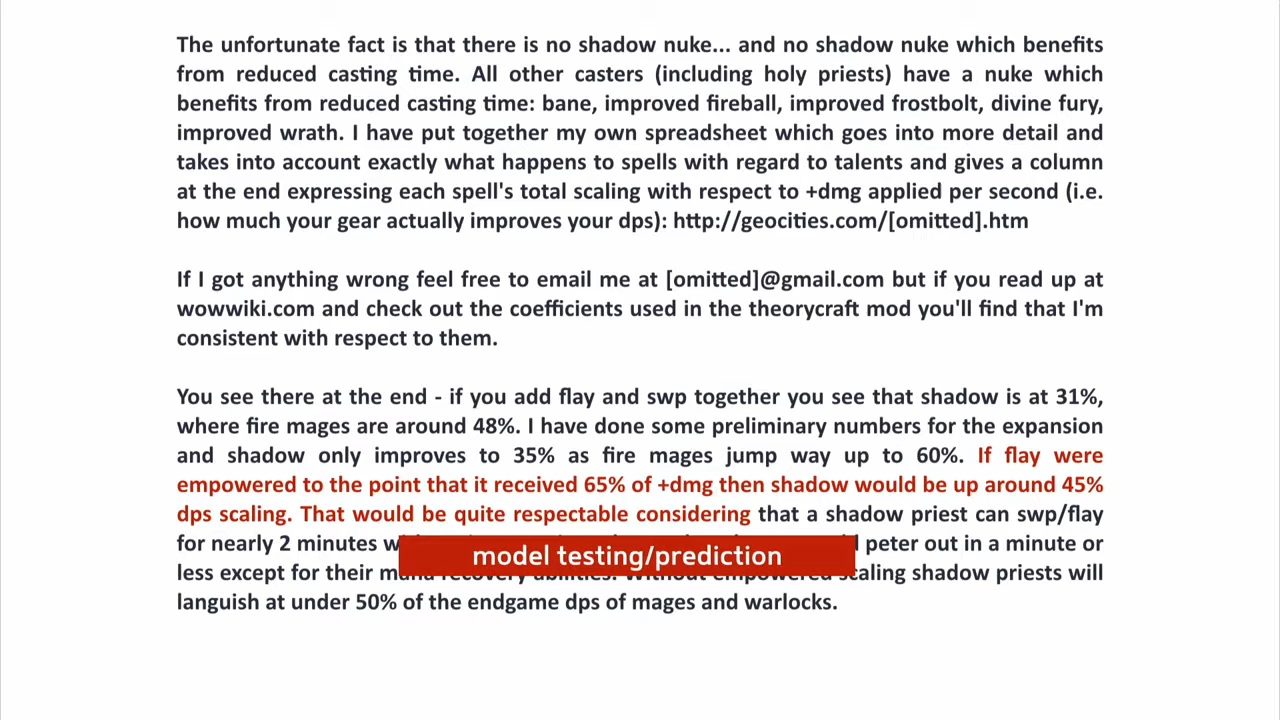 The unfortunate fact is that there is no shadow nuke... and no shadow nuke which benefits
from reduced casting time. All other casters (including holy priests) have a nuke which
benefits from reduced casting time: bane, improved fireball, improved frostbolt, divine fury,
improved wrath. I have put together my own spreadsheet which goes into more detail and
takes into account exactly what happens to spells with regard to talents and gives a column
at the end expressing each spell's total scaling with respect to +dmg applied per second (i.e.
how much your gear actually improves your dps): http://geocities.com/[omitted].htm
If I got anything wrong feel free to email me at [omitted]@gmail.com but if you read up at
wowwiki.com and check out the coefficients used in the theorycraft mod you'll find that I'm
consistent with respect to them.
You see there at the end - if you add flay and swp together you see that shadow is at 31%,
where fire mages are around 48%. I have done some preliminary numbers for the expansion
and shadow only improves to 35% as fire mages jump way up to 60%. If flay were
empowered to the point that it received 65% of +dmg then shadow would be up around 45%
dps scaling. That would be quite respectable considering that a shadow priest can swp/flay
for nearly 2 minutes peter out in a minute or
model testing/prediction
less except for their mana recovery abilities. Without empowered scaling shadow priests will
languish at under 50% of the endgame dps of mages and warlocks.